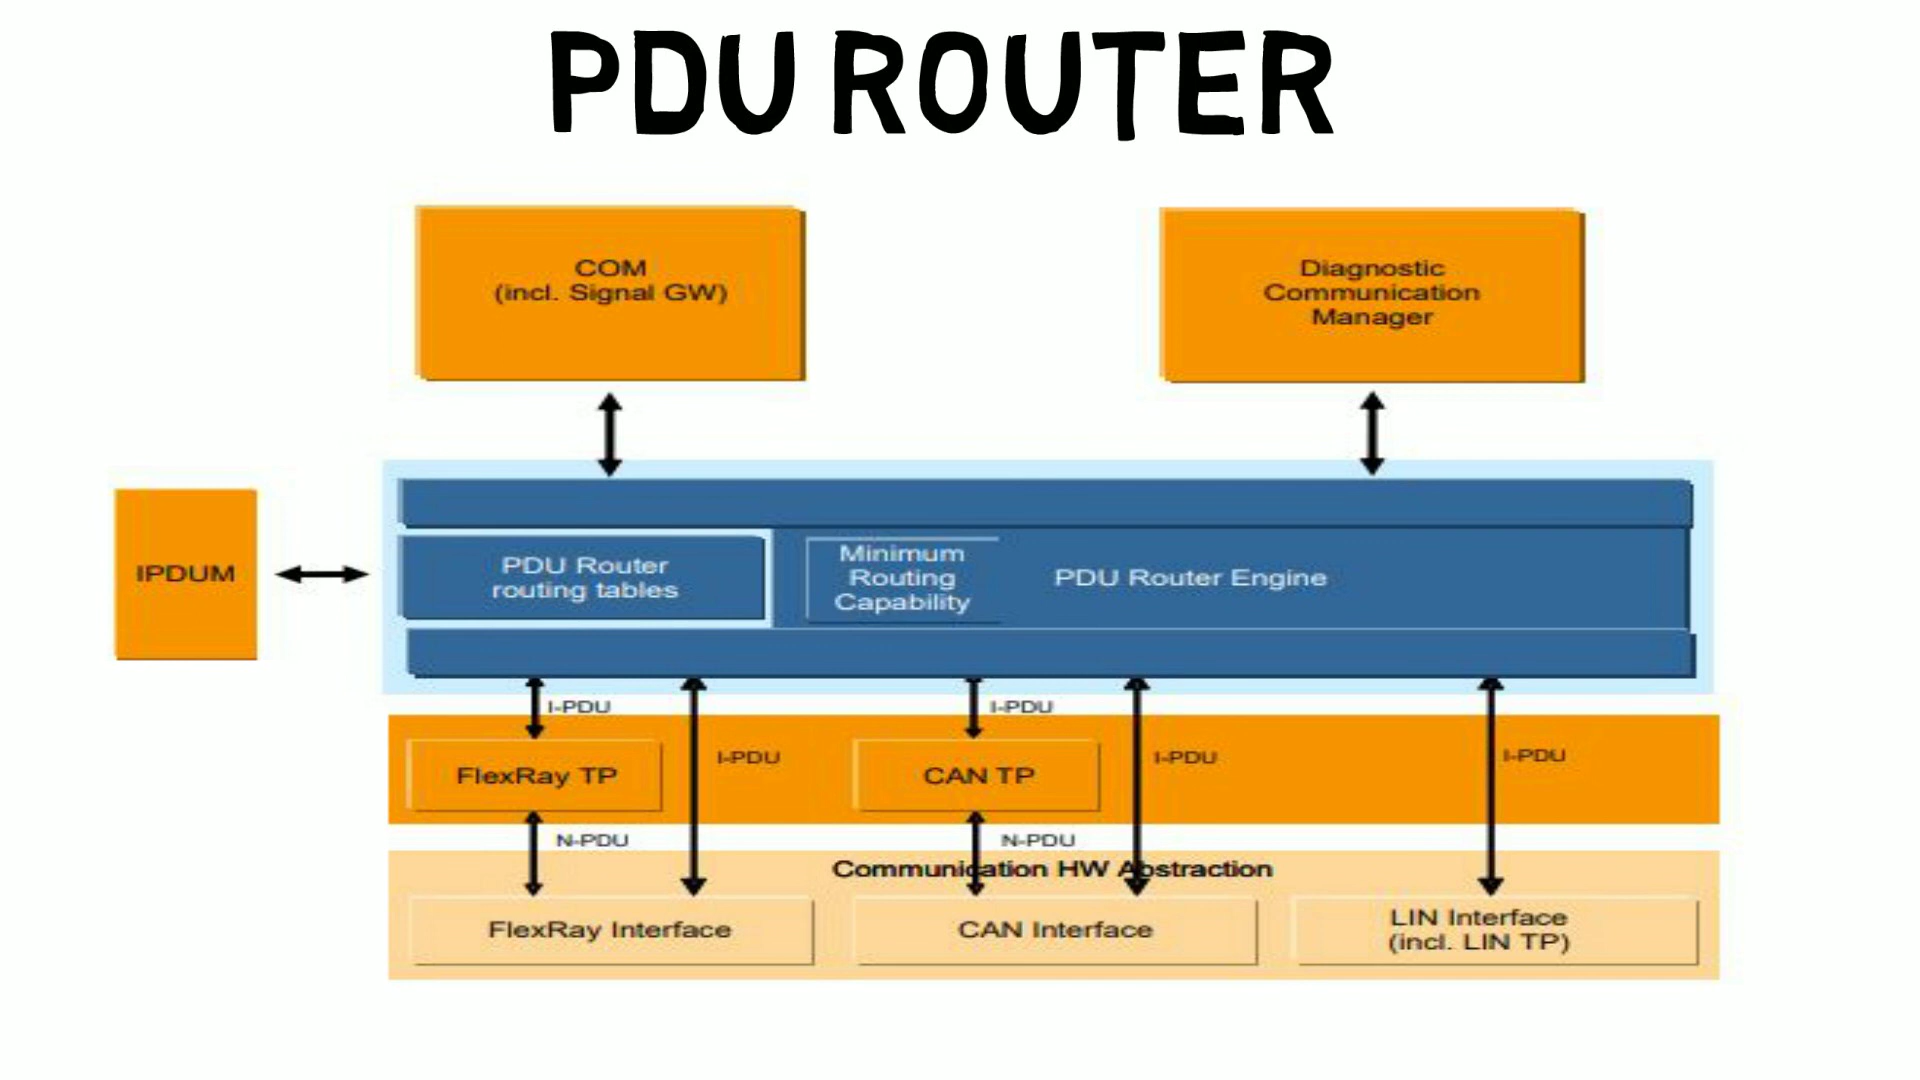 PDU ROUTER
COM
(incl. Signal GW)
Diagnostic
Communication
Manager
IPDUM
PDU Router
routing tables
Minimum
Routing
Capability
PDU Router Engine
I-PDU
I-PDU
I-PDU
I-PDU
I-PDU
FlexRay TP
CAN TP
N-PDU
N-PDU
Communication HW Abstraction
FlexRay Interface
CAN Interface
LIN Interface
(incl. LIN TP)